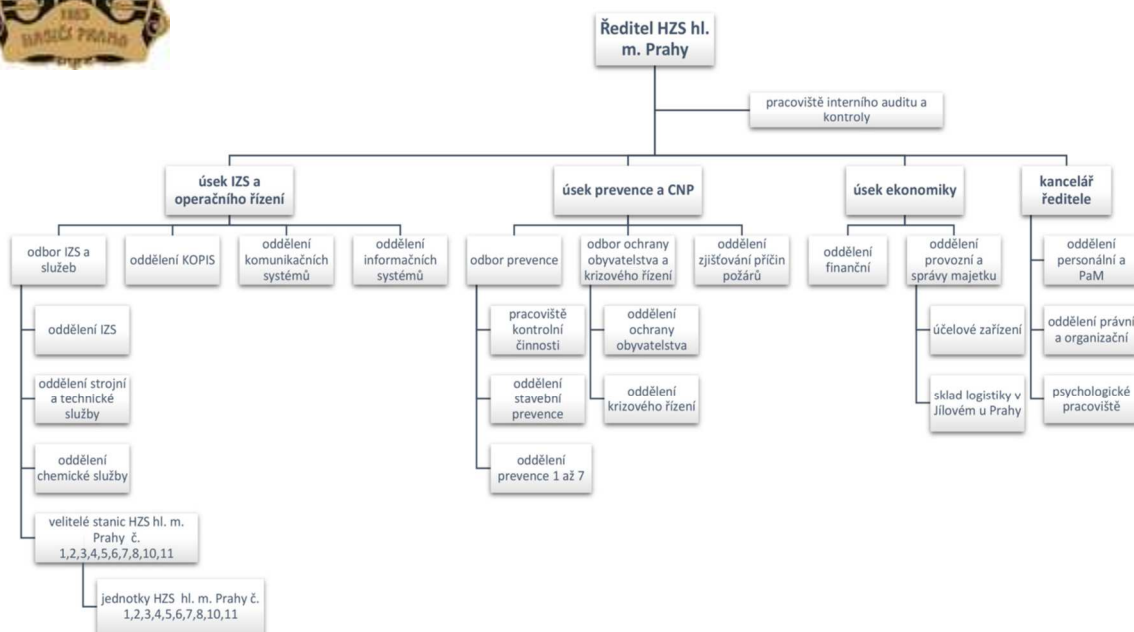 1853
HASIČI PRAHA
Ředitel HZS hl.
m. Prahy
pracoviště interního auditu a
kontroly
úsek IZS a
operačního řízení
úsek prevence a CNP
úsek ekonomiky
kancelář
ředitele
odbor IZS a
služeb
oddělení KOPIS
oddělení
komunikačních
systémů
oddělení
informačních
systémů
odbor prevence
odbor ochrany
obyvatelstva a
krizového řízení
oddělení
zjišťování příčin
požárů
oddělení
finanční
oddělení
provozní a
správy majetku
oddělení
personální a
PaM
oddělení IZS
pracoviště
kontrolní
činnosti
oddělení
ochrany
obyvatelstva
účelové zařízení
oddělení právní
a organizační
oddělení strojní
a technické
služby
oddělení
stavební
prevence
oddělení
krizového řízení
sklad logistiky v
Jílovém u Prahy
psychologické
pracoviště
oddělení
chemické služby
oddělení
prevence 1 až 7
velitelé stanic HZS hl. m.
Prahy č.
1,2,3,4,5,6,7,8,10,11
jednotky HZS hl. m. Prahy č.
1,2,3,4,5,6,7,8,10,11